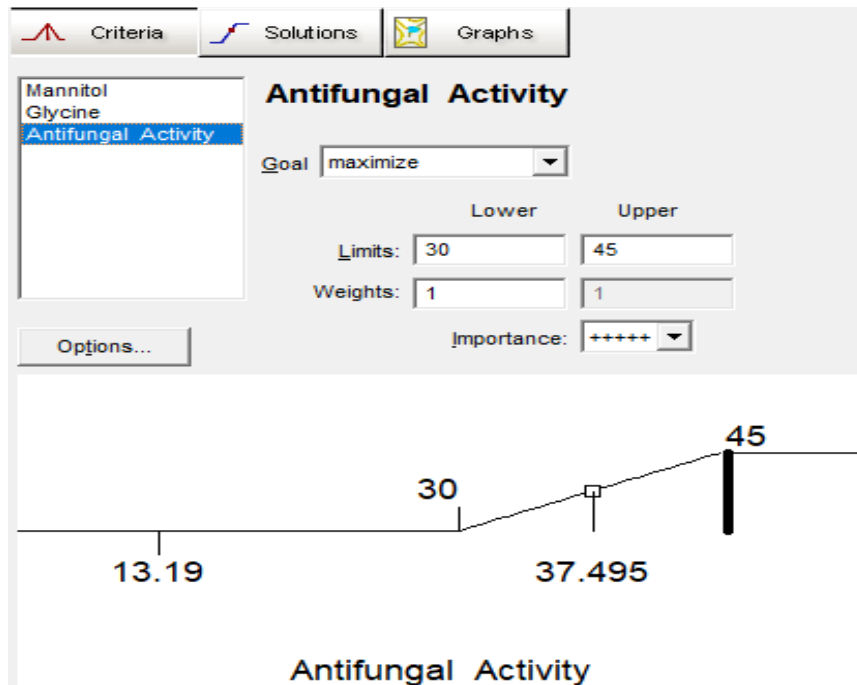 Criteria Solutions Graphs
Mannitol
Glycine
Antifungal Activity
Antifungal Activity
Goal maximize
Lower Upper
Limits: 30 45
Weights: 1 1
Importance: +++++
Options...
45
30
13.19 37.495
Antifungal Activity